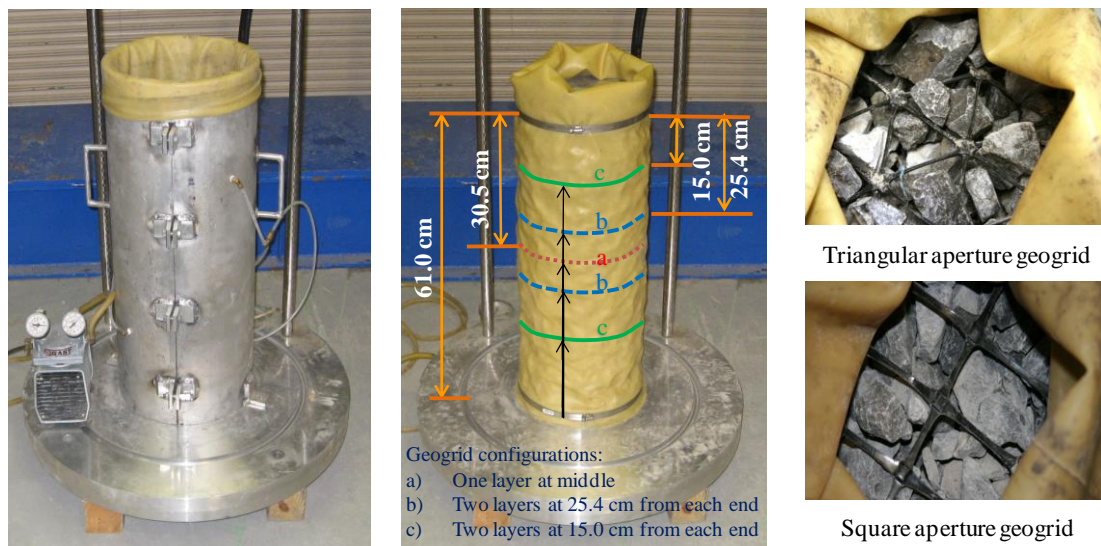 61.0 cm
30.5 cm
15.0 cm
25.4 cm
c
b
a
b
c
Geogrid configurations:
a) One layer at middle
b) Two layers at 25.4 cm from each end
c) Two layers at 15.0 cm from each end
Triangular aperture geogrid
Square aperture geogrid